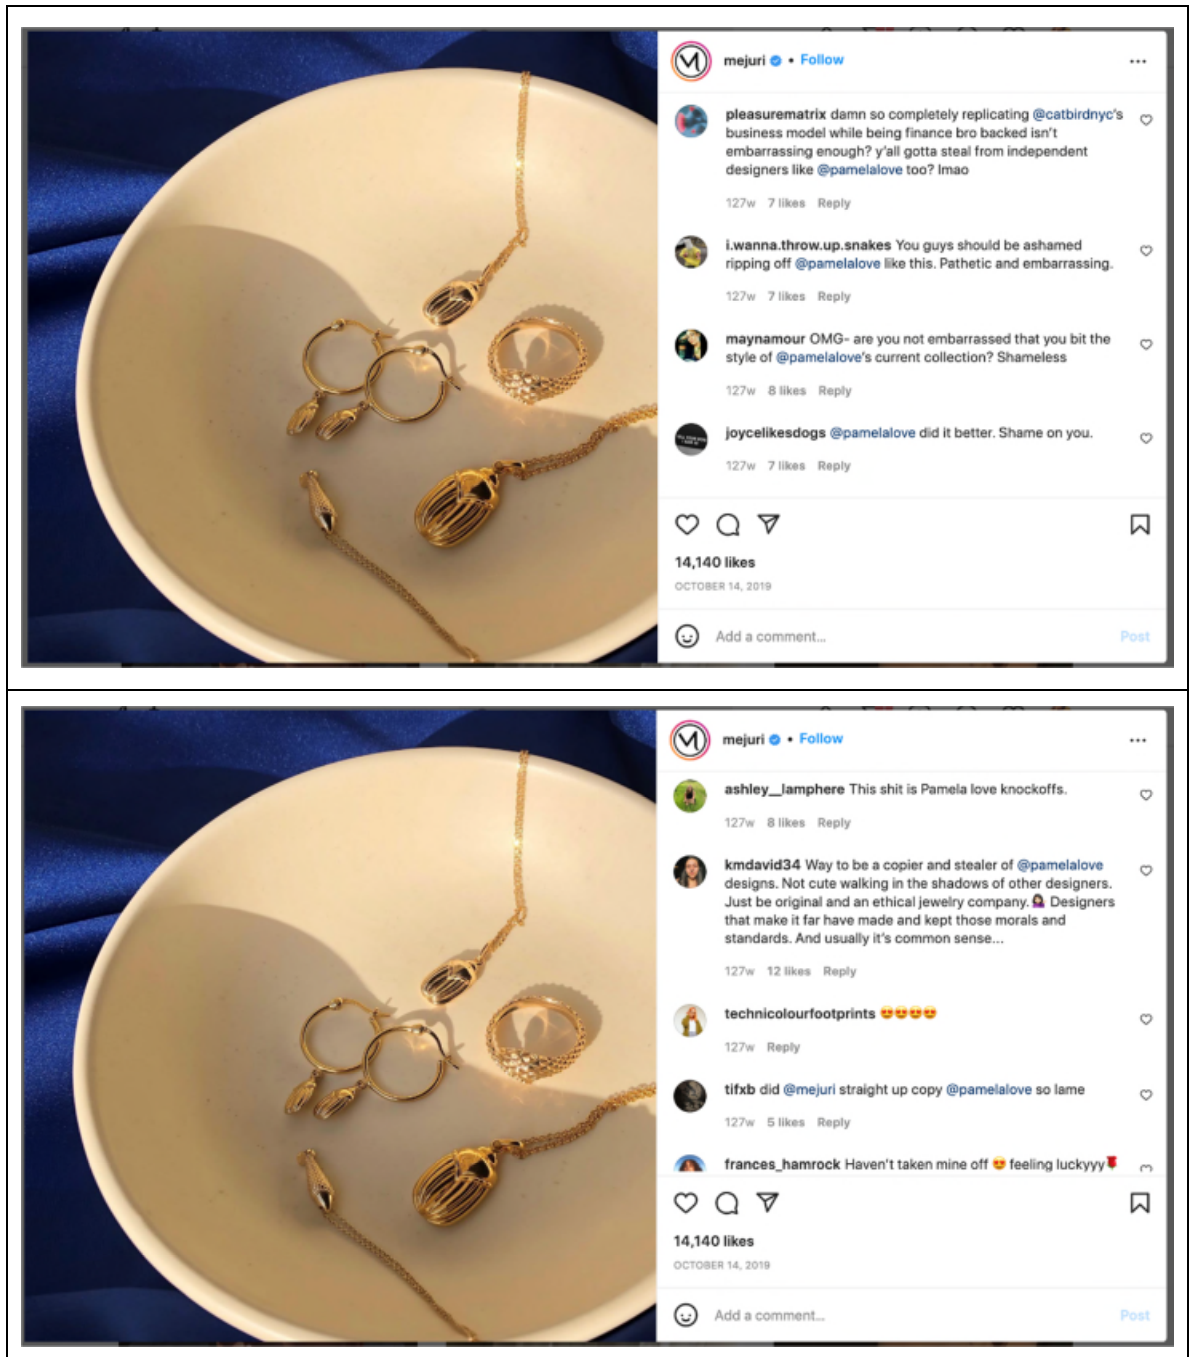 mejuri • Follow
pleasurematrix damn so completely replicating @catbirdnyc's
business model while being finance bro backed isn't
embarrassing enough? y'all gotta steal from independent
designers like @pamelalove too? lmao
127w 7 likes Reply
i.wanna.throw.up.snakes You guys should be ashamed
ripping off @pamelalove like this. Pathetic and embarrassing.
127w 7 likes Reply
maynamour OMG- are you not embarrassed that you bit the
style of @pamelalove's current collection? Shameless
127w 8 likes Reply
joycelikesdogs @pamelalove did it better. Shame on you.
127w 7 likes Reply
14,140 likes
OCTOBER 14, 2019
Add a comment...
Post
mejuri • Follow
ashley__lamphere This shit is Pamela love knockoffs.
127w 8 likes Reply
kmdavid34 Way to be a copier and stealer of @pamelalove
designs. Not cute walking in the shadows of other designers.
Just be original and an ethical jewelry company. 🤷🏻‍♀️ Designers
that make it far have made and kept those morals and
standards. And usually it's common sense...
127w 12 likes Reply
technicolourfootprints 😍😍😍😍
127w Reply
tifxb did @mejuri straight up copy @pamelalove so lame
127w 5 likes Reply
frances_hamrock Haven't taken mine off 😍 feeling luckyyy🌹
14,140 likes
OCTOBER 14, 2019
Add a comment...
Post